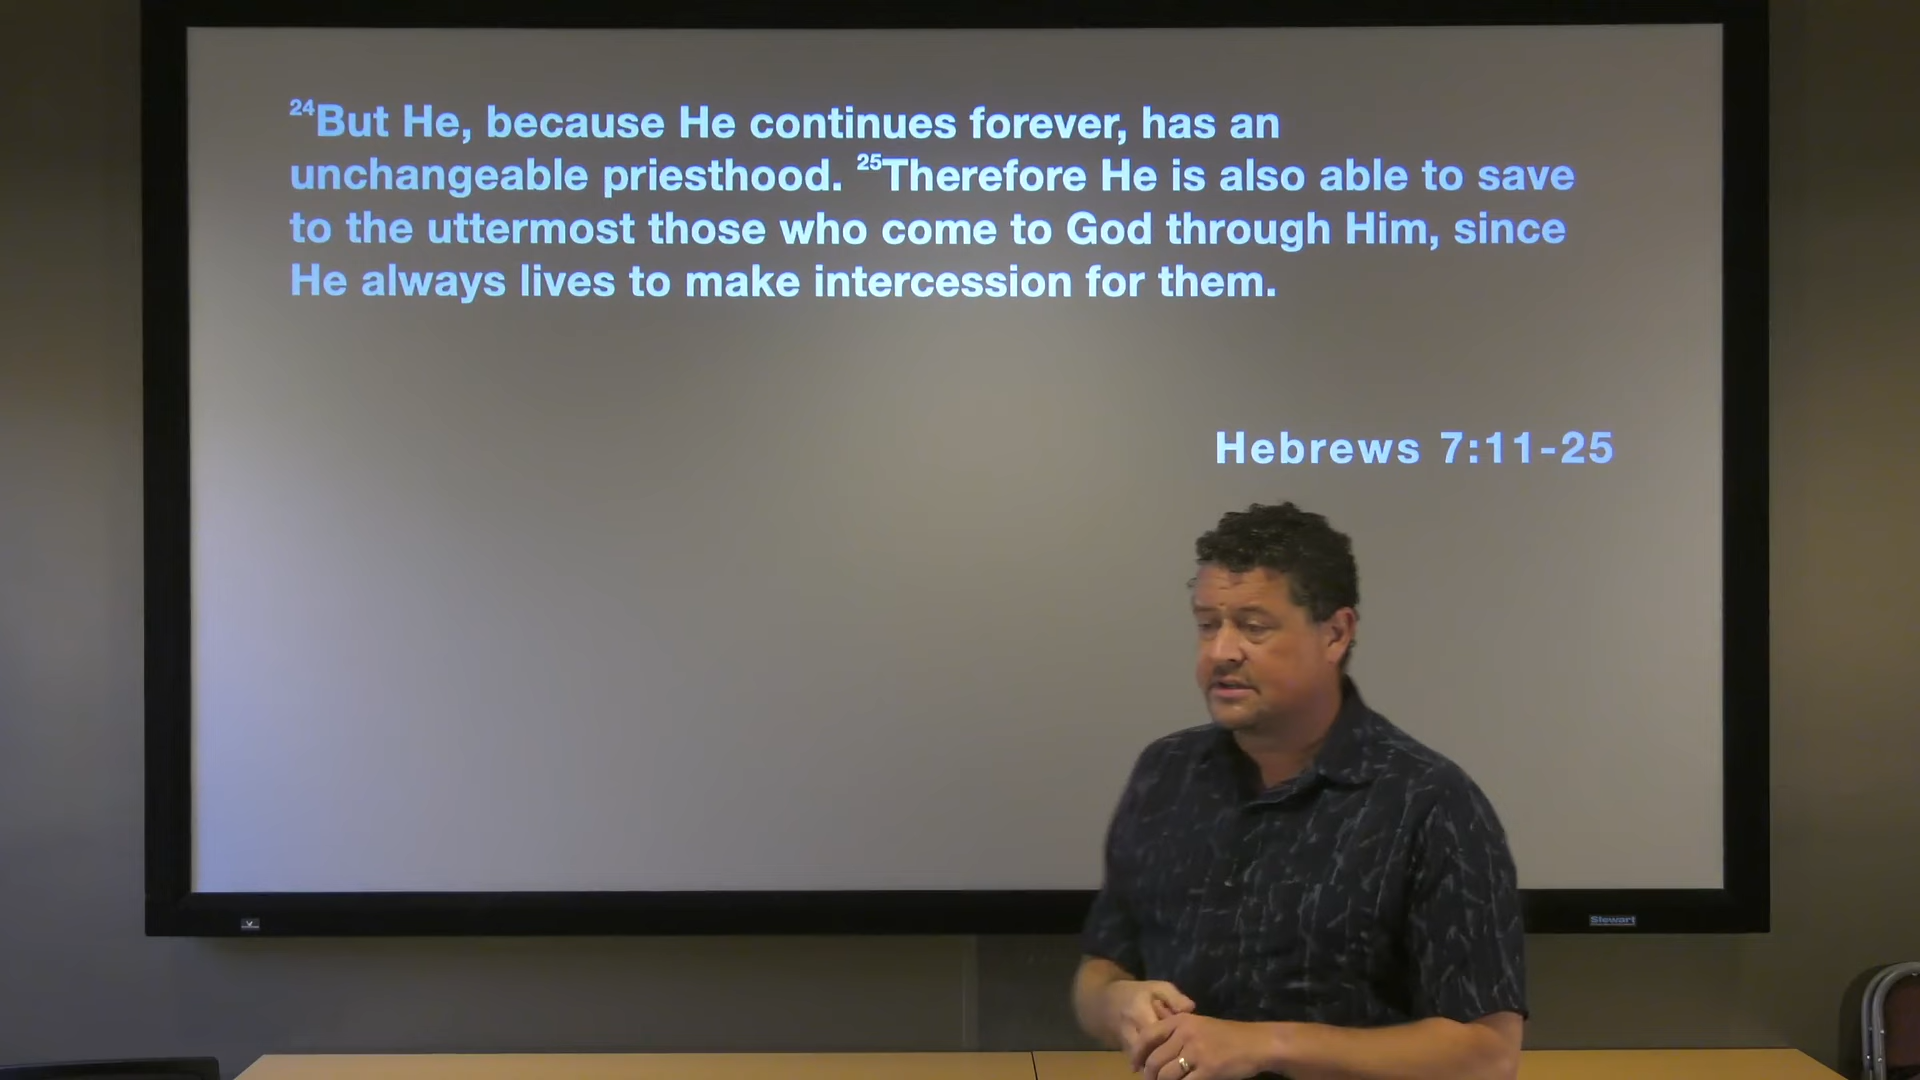 24But He, because He continues forever, has an
unchangeable priesthood. 25Therefore He is also able to save
to the uttermost those who come to God through Him, since
He always lives to make intercession for them.
Hebrews 7:11-25
Stewart